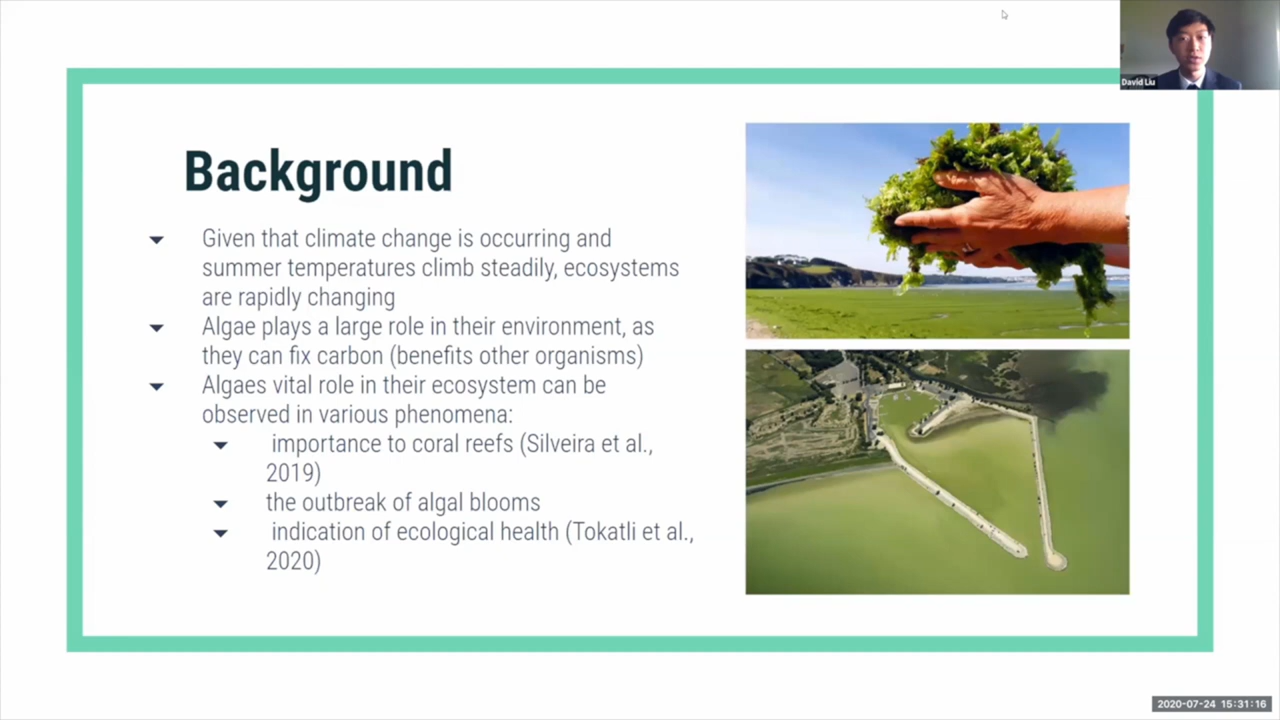 David Liu
Background
Given that climate change is occurring and
summer temperatures climb steadily, ecosystems
are rapidly changing
Algae plays a large role in their environment, as
they can fix carbon (benefits other organisms)
Algaes vital role in their ecosystem can be
observed in various phenomena:
importance to coral reefs (Silveira et al.,
2019)
the outbreak of algal blooms
indication of ecological health (Tokatli et al.,
2020)
2020-07-24 15:31:16